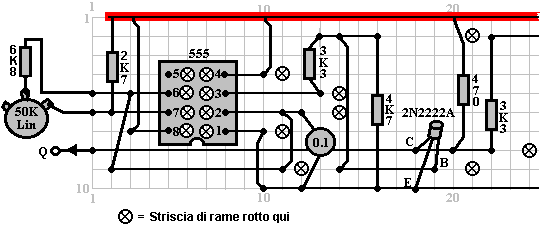 1 10 20
6K8
2K7
555
3K3
5 4
6 3
50K Lin
7 2
4K7
2N2222A
470
3K3
8 1
0.1
Q
C
B
E
10
1 10 20
= Striscia di rame rotto qui